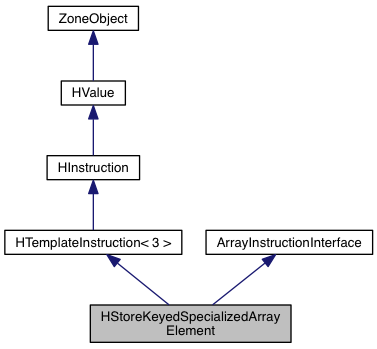 ZoneObject
HValue
HInstruction
HTemplateInstruction< 3 >
ArrayInstructionInterface
HStoreKeyedSpecializedArray
Element